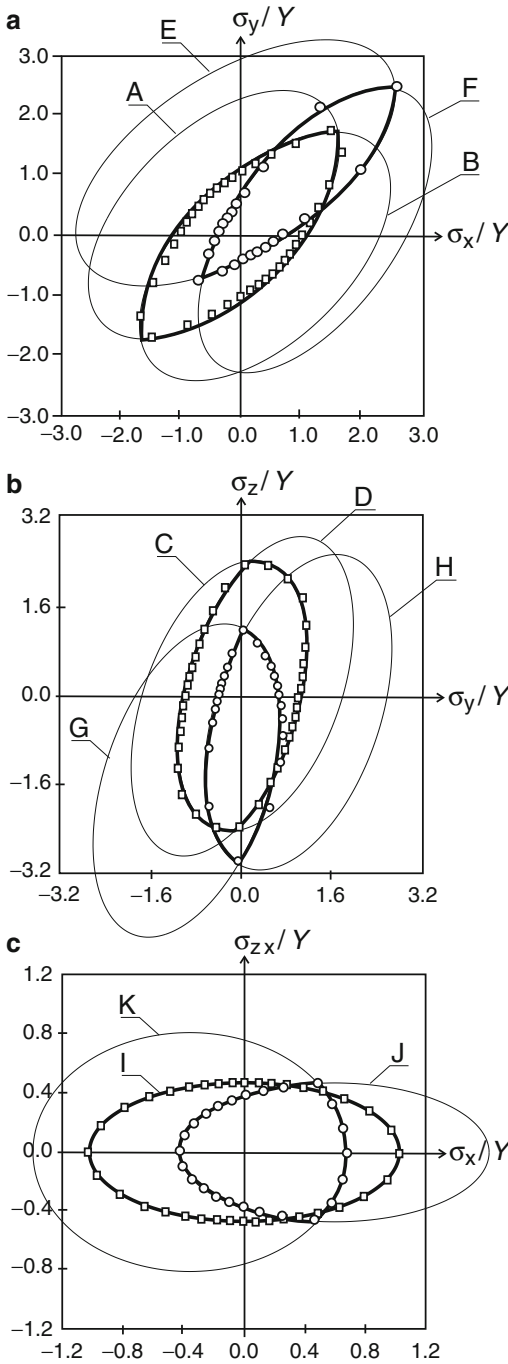 a
σy/Y
E
3.0
A
F
2.0
B
1.0
0.0
σx/Y
−1.0
−2.0
−3.0
−3.0 −2.0 −1.0 0.0 1.0 2.0 3.0
b
σz/Y
D
3.2
C
H
1.6
0.0
σy/Y
G
−1.6
−3.2
−3.2 −1.6 0.0 1.6 3.2
c
σzx/Y
1.2
K
0.8
I
J
0.4
0.0
σx/Y
−0.4
−0.8
−1.2
−1.2 −0.8 −0.4 0.0 0.4 0.8 1.2